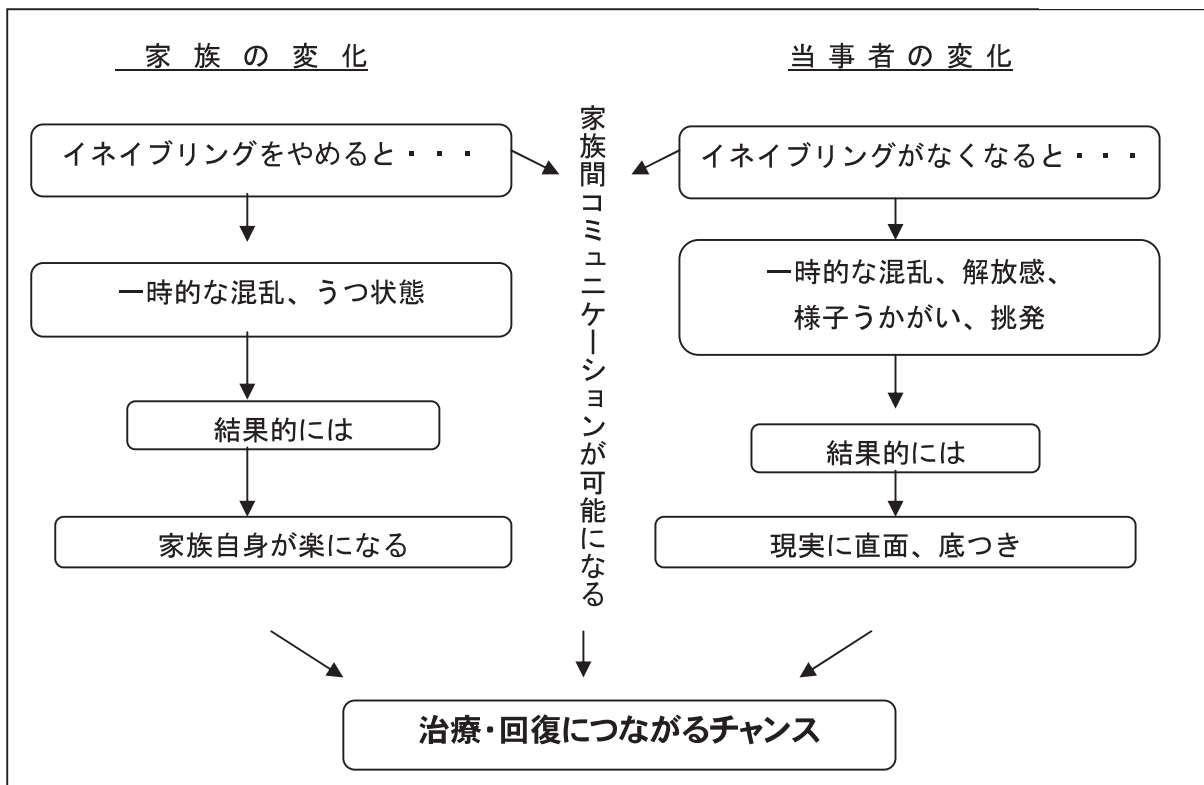 家族の変化
イネイブリングをやめると・・・
一時的な混乱、うつ状態
結果的には
家族自身が楽になる
家族間コミュニケーションが可能になる
当事者の変化
イネイブリングがなくなると・・・
一時的な混乱、解放感、
様子うかがい、挑発
結果的には
現実に直面、底つき
治療・回復につながるチャンス